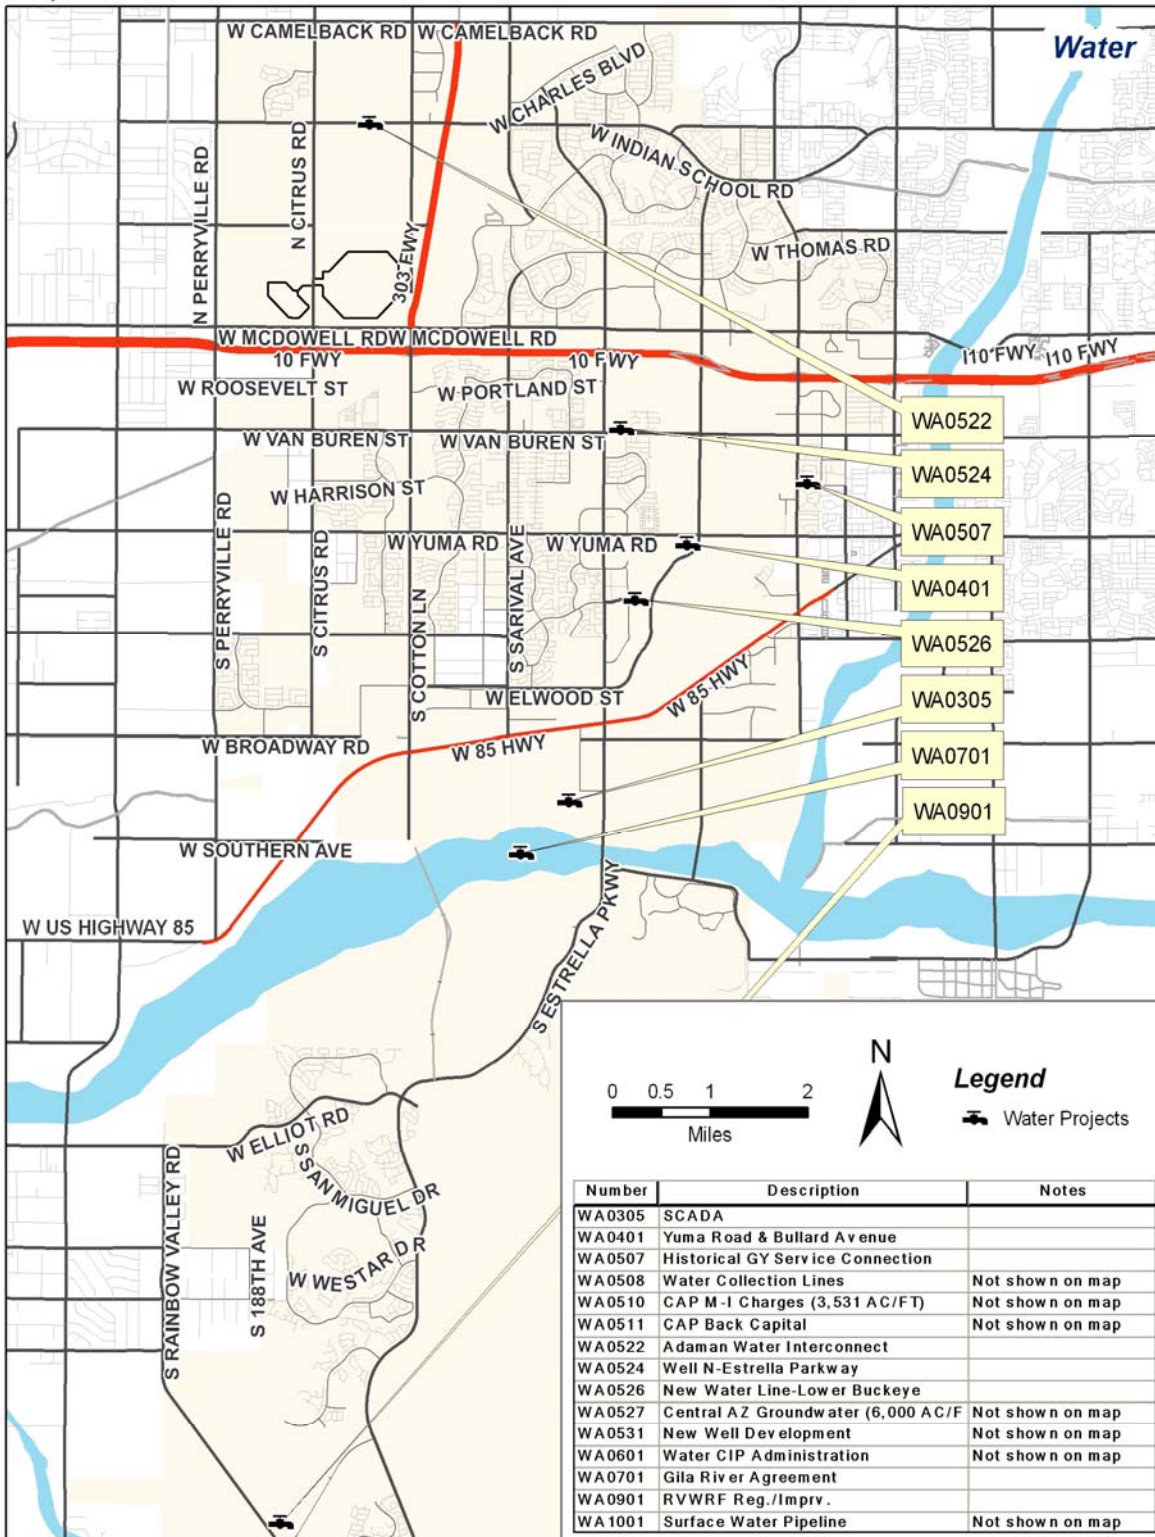 Water
W CAMELBACK RD
W CAMELBACK RD
W CHARLES BLVD
W INDIAN SCHOOL RD
N PERRYVILLE RD
N CITRUS RD
303 FWY
W THOMAS RD
W MCDOWELL RD
W MCDOWELL RD
10 FWY
10 FWY
I10 FWY
I10 FWY
W ROOSEVELT ST
W PORTLAND ST
WA0522
W VAN BUREN ST
W VAN BUREN ST
WA0524
W HARRISON ST
S PERRYVILLE RD
S CITRUS RD
W YUMA RD
S SARIVAL AVE
W YUMA RD
WA0507
WA0401
S COTTON LN
WA0526
W ELWOOD ST
W 85 HWY
WA0305
W BROADWAY RD
W 85 HWY
WA0701
WA0901
W SOUTHERN AVE
W US HIGHWAY 85
S ESTRELLA PKWY
W ELLIOT RD
S SAN MIGUEL DR
S RAINBOW VALLEY RD
S 188TH AVE
W WESTAR DR
0 0.5 1 2
Miles
N
Legend
Water Projects
Number Description Notes
WA0305 SCADA
WA0401 Yuma Road & Bullard Avenue
WA0507 Historical GY Service Connection
WA0508 Water Collection Lines Not shown on map
WA0510 CAP M-I Charges (3,531 AC/FT) Not shown on map
WA0511 CAP Back Capital Not shown on map
WA0522 Adaman Water Interconnect
WA0524 Well N-Estrella Parkway
WA0526 New Water Line-Lower Buckeye
WA0527 Central AZ Groundwater (6,000 AC/F Not shown on map
WA0531 New Well Development Not shown on map
WA0601 Water CIP Administration Not shown on map
WA0701 Gila River Agreement
WA0901 RVWRF Reg./Imprv.
WA1001 Surface Water Pipeline Not shown on map